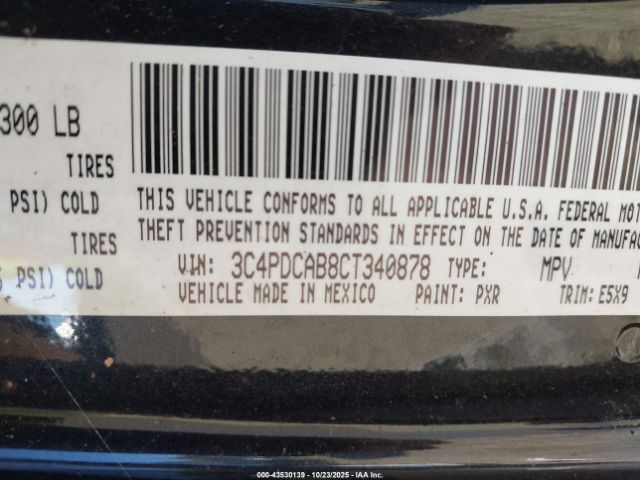 300 LB
TIRES
PSI) COLD
TIRES
PSI) COLD
THIS VEHICLE CONFORMS TO ALL APPLICABLE U.S.A. FEDERAL MOT
THEFT PREVENTION STANDARDS IN EFFECT ON THE DATE OF MANUFAC
VIN: 3C4PDCAB8CT340878 TYPE: MPV
VEHICLE MADE IN MEXICO PAINT: PXR TRIM: E5X9
000-43530139 - 10/23/2025 - © IAA Inc.